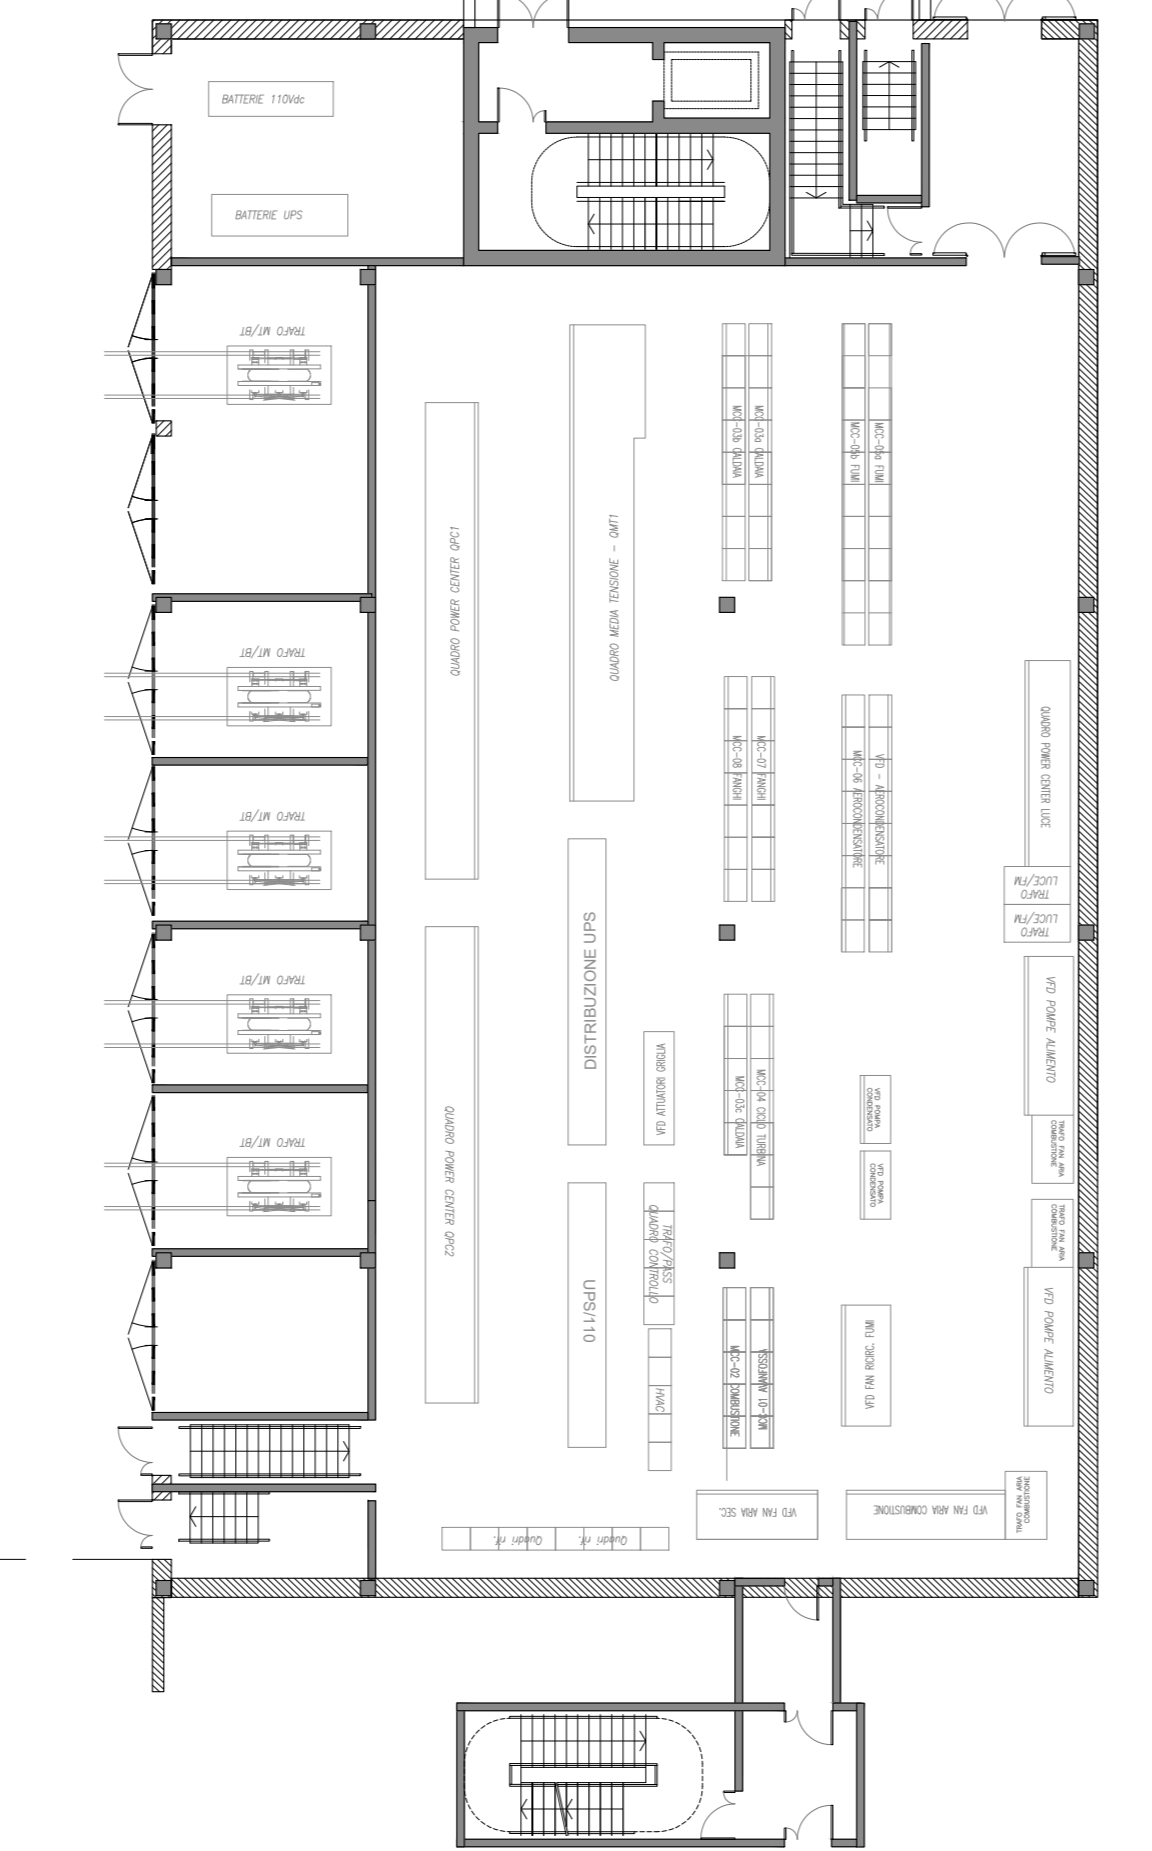 BATTERIE 110Vdc
BATTERIE UPS
TRAFO MT/BT
TRAFO MT/BT
TRAFO MT/BT
TRAFO MT/BT
TRAFO MT/BT
QUADRO POWER CENTER QPC1
QUADRO MEDIA TENSIONE - QMT1
MCC-03b CALDAIA
MCC-03a CALDAIA
MCC-05b FUMI
MCC-05a FUMI
MCC-08 FANGHI
MCC-07 FANGHI
MCC-06 AEROCONDENSATORE
VFD - AEROCONDENSATORE
QUADRO POWER CENTER LUCE
TRAFO
LUCE/FM
TRAFO
LUCE/FM
DISTRIBUZIONE UPS
VFD ATTUATORI GRIGLIA
MCC-03c CALDAIA
MCC-04 CICLO TURBINA
VFD POMPA
CONDENSATO
VFD POMPA
CONDENSATO
VFD POMPE ALIMENTO
TRAFO FAN ARIA
COMBUSTIONE
TRAFO FAN ARIA
COMBUSTIONE
VFD POMPE ALIMENTO
QUADRO POWER CENTER QPC2
UPS/110
TRAFO/PASS
QUADRO CONTROLLO
HVAC
MCC-02 COMBUSTIONE
MCC-01 AVANFOSSA
VFD FAN RICIRC. FUMI
VFD FAN ARIA SEC.
VFD FAN ARIA COMBUSTIONE
TRAFO FAN ARIA
COMBUSTIONE
Quadri rif.
Quadri rif.